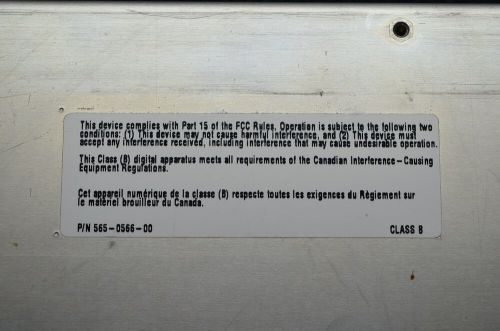 This device complies with Part 15 of the FCC Rules. Operation is subject to the following two
conditions: (1) This device may not cause harmful interference, and (2) This device must
accept any interference received, including interference that may cause undesirable operation.
This Class (B) digital apparatus meets all requirements of the Canadian Interference-Causing
Equipment Regulations.
Cet appareil numérique de la classe (B) respecte toutes les exigences du Règiement sur
le matériel brouilleur du Canada.
P/N 565-0566-00 CLASS B